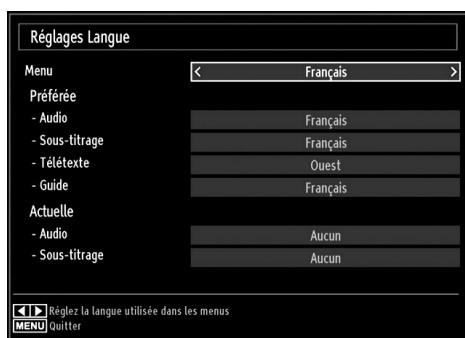 Réglages Langue
Menu < Français >
Préférée
- Audio Français
- Sous-titrage Français
- Télétexte Ouest
- Guide Français
Actuelle
- Audio Aucun
- Sous-titrage Aucun
◀ ▶ Réglez la langue utilisée dans les menus
MENU Quitter